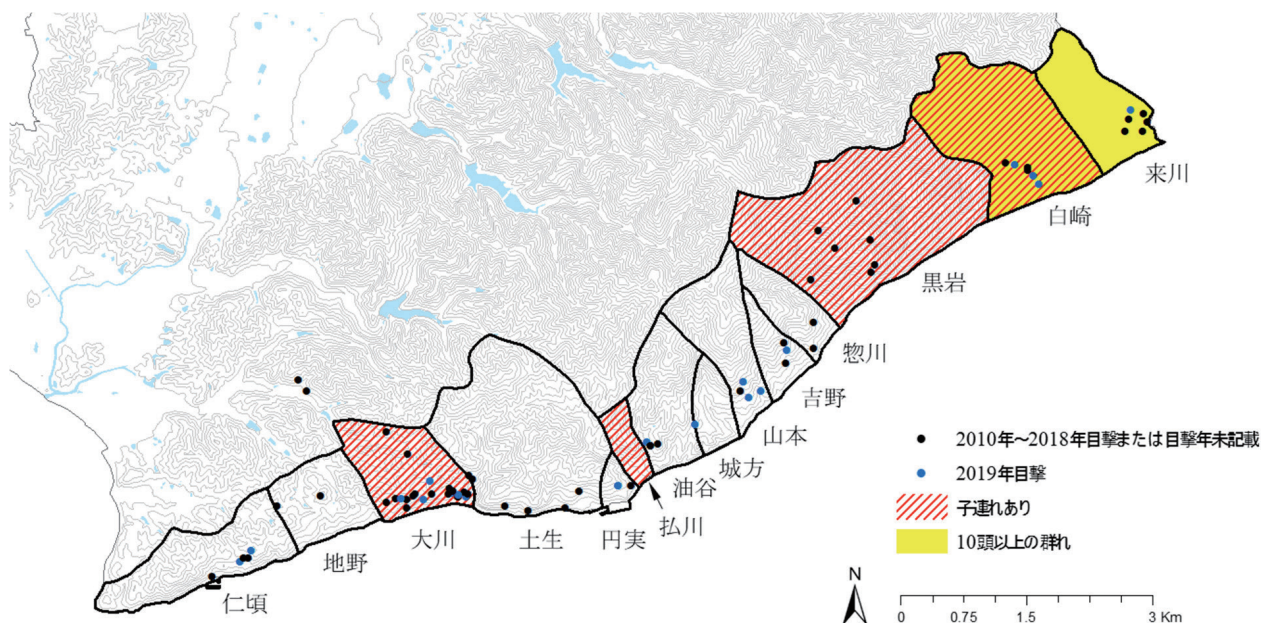 来川
白崎
黒岩
惣川
吉野
山本
城方
油谷
払川
円実
土生
大川
地野
仁頃
2010年～2018年目撃または目撃年未記載
2019年目撃
子連れあり
10頭以上の群れ
N
0 0.75 1.5 3 Km